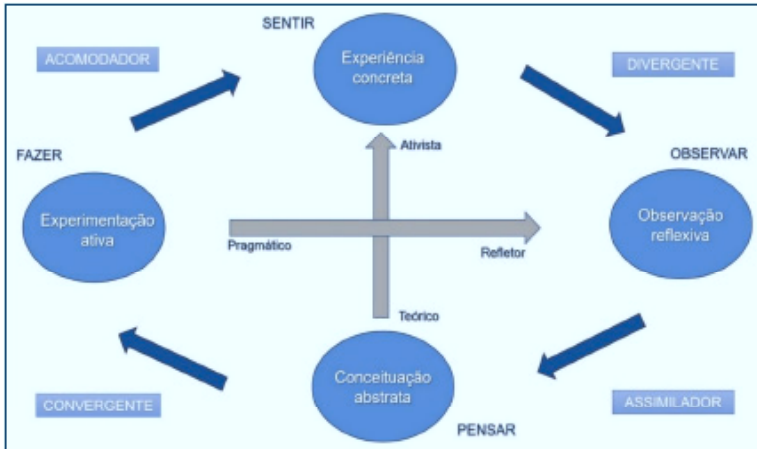 SENTIR
ACOMODADOR
Experiência
concreta
DIVERGENTE
FAZER
Ativista
OBSERVAR
Experimentação
ativa
Observação
reflexiva
Pragmático
Refletor
Teórico
Conceituação
abstrata
CONVERGENTE
ASSIMILADOR
PENSAR